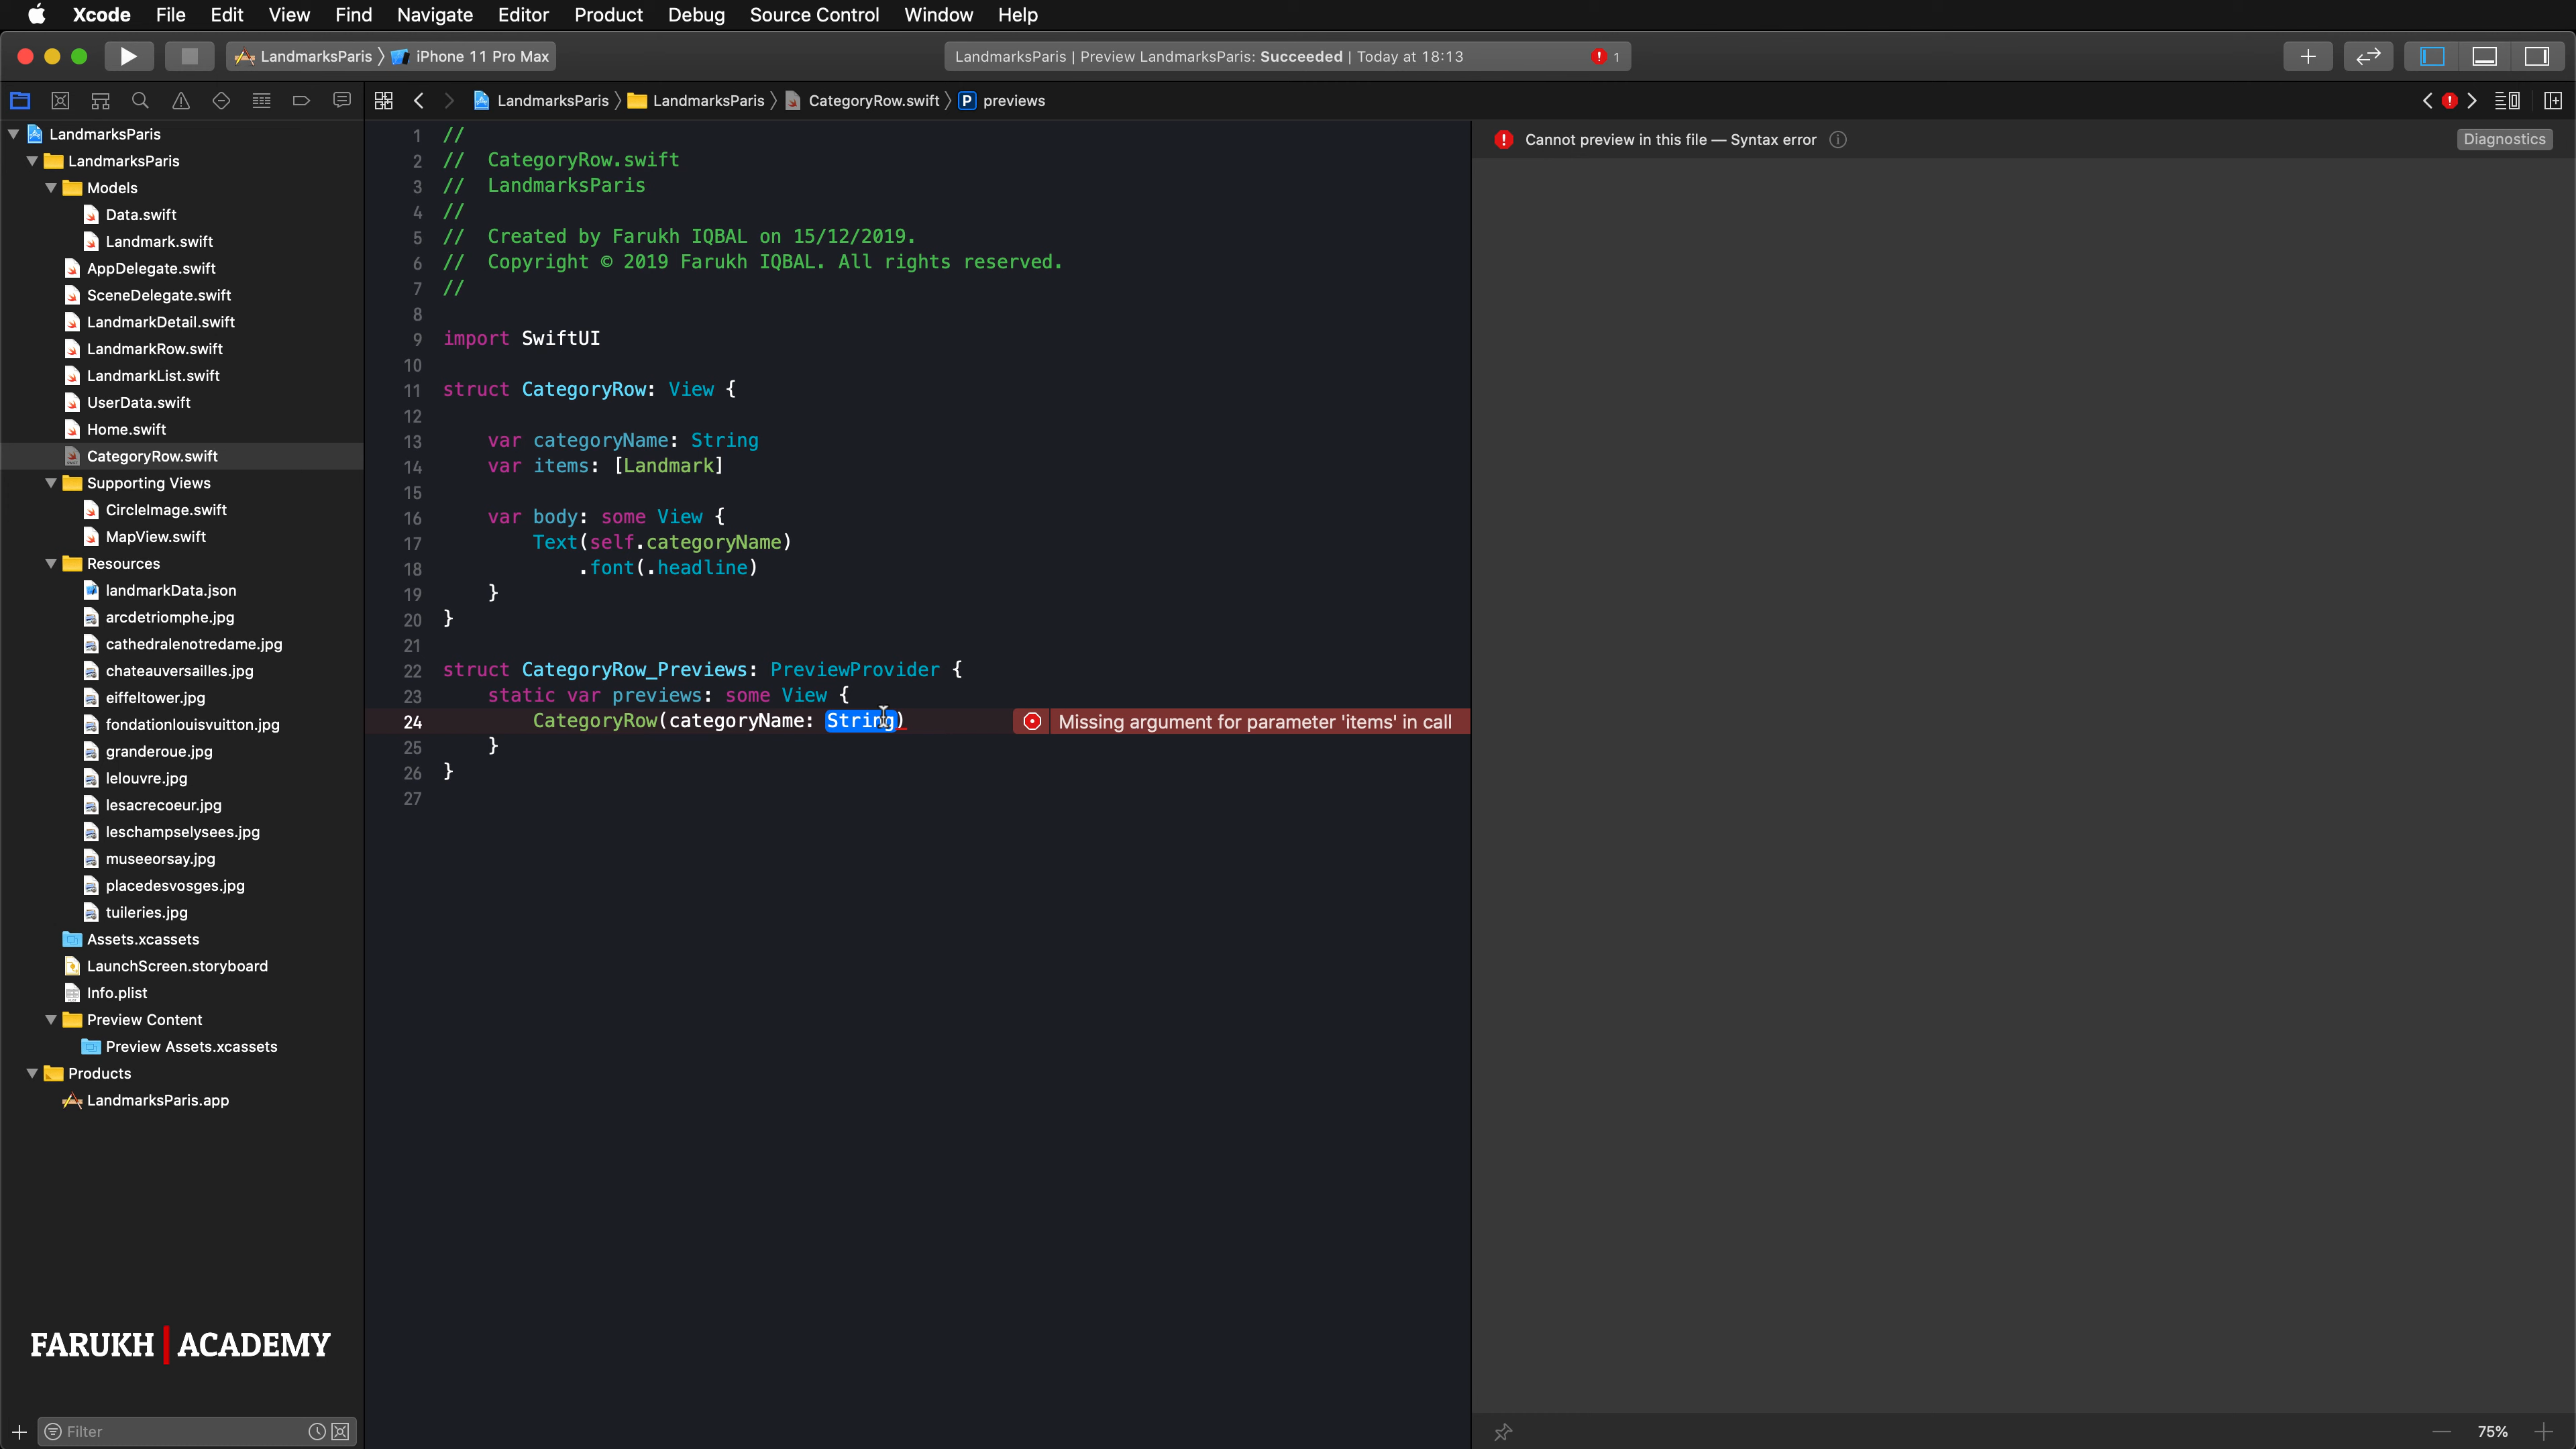 Xcode File Edit View Find Navigate Editor Product Debug Source Control Window Help
LandmarksParis iPhone 11 Pro Max
LandmarksParis | Preview LandmarksParis: Succeeded | Today at 18:13 1
LandmarksParis LandmarksParis CategoryRow.swift P previews
LandmarksParis
LandmarksParis
Models
Data.swift
Landmark.swift
AppDelegate.swift
SceneDelegate.swift
LandmarkDetail.swift
LandmarkRow.swift
LandmarkList.swift
UserData.swift
Home.swift
CategoryRow.swift
Supporting Views
CircleImage.swift
MapView.swift
Resources
landmarkData.json
arcdetriomphe.jpg
cathedralenotredame.jpg
chateauversailles.jpg
eiffeltower.jpg
fondationlouisvuitton.jpg
granderoue.jpg
lelouvre.jpg
lesacrecoeur.jpg
leschampselysees.jpg
museeorsay.jpg
placedesvosges.jpg
tuileries.jpg
Assets.xcassets
LaunchScreen.storyboard
Info.plist
Preview Content
Preview Assets.xcassets
Products
LandmarksParis.app
FARUKH | ACADEMY
Filter
1 //
2 // CategoryRow.swift
3 // LandmarksParis
4 //
5 // Created by Farukh IQBAL on 15/12/2019.
6 // Copyright © 2019 Farukh IQBAL. All rights reserved.
7 //
8
9 import SwiftUI
10
11 struct CategoryRow: View {
12
13 var categoryName: String
14 var items: [Landmark]
15
16 var body: some View {
17 Text(self.categoryName)
18 .font(.headline)
19 }
20 }
21
22 struct CategoryRow_Previews: PreviewProvider {
23 static var previews: some View {
24 CategoryRow(categoryName: String) Missing argument for parameter 'items' in call
25 }
26 }
27
Cannot preview in this file — Syntax error Diagnostics
75%